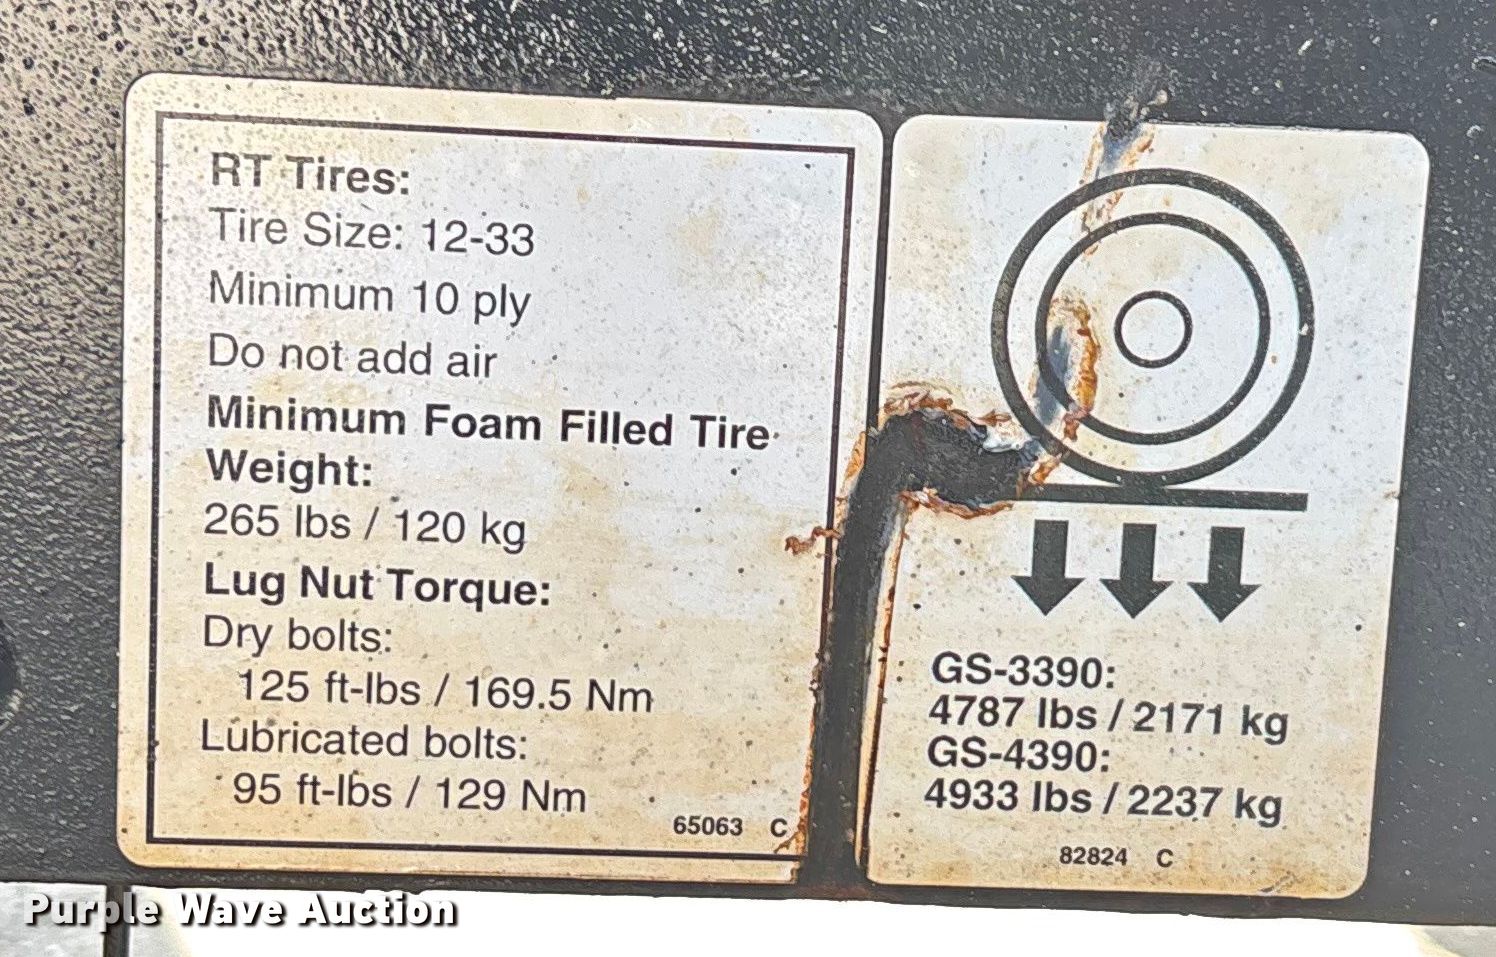 RT Tires:
Tire Size: 12-33
Minimum 10 ply
Do not add air
Minimum Foam Filled Tire
Weight:
265 lbs / 120 kg
Lug Nut Torque:
Dry bolts:
125 ft-lbs / 169.5 Nm
Lubricated bolts:
95 ft-lbs / 129 Nm
65063 C
GS-3390:
4787 lbs / 2171 kg
GS-4390:
4933 lbs / 2237 kg
82824 C
Purple Wave Auction